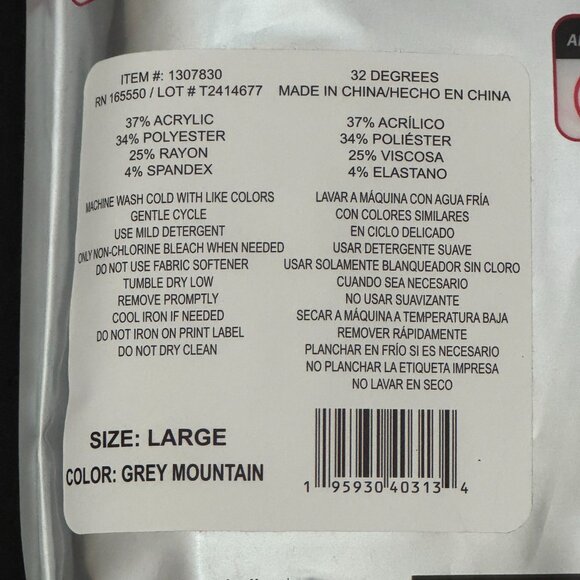 ITEM #: 1307830
RN 165550 / LOT # T2414677
37% ACRYLIC
34% POLYESTER
25% RAYON
4% SPANDEX
MACHINE WASH COLD WITH LIKE COLORS
GENTLE CYCLE
USE MILD DETERGENT
ONLY NON-CHLORINE BLEACH WHEN NEEDED
DO NOT USE FABRIC SOFTENER
TUMBLE DRY LOW
REMOVE PROMPTLY
COOL IRON IF NEEDED
DO NOT IRON ON PRINT LABEL
DO NOT DRY CLEAN
SIZE: LARGE
COLOR: GREY MOUNTAIN
32 DEGREES
MADE IN CHINA/HECHO EN CHINA
37% ACRÍLICO
34% POLIÉSTER
25% VISCOSA
4% ELASTANO
LAVAR A MÁQUINA CON AGUA FRÍA
CON COLORES SIMILARES
EN CICLO DELICADO
USAR DETERGENTE SUAVE
USAR SOLAMENTE BLANQUEADOR SIN CLORO
CUANDO SEA NECESARIO
NO USAR SUAVIZANTE
SECAR A MÁQUINA A TEMPERATURA BAJA
REMOVER RÁPIDAMENTE
PLANCHAR EN FRÍO SI ES NECESARIO
NO PLANCHAR LA ETIQUETA IMPRESA
NO LAVAR EN SECO
1 95930 40313 4